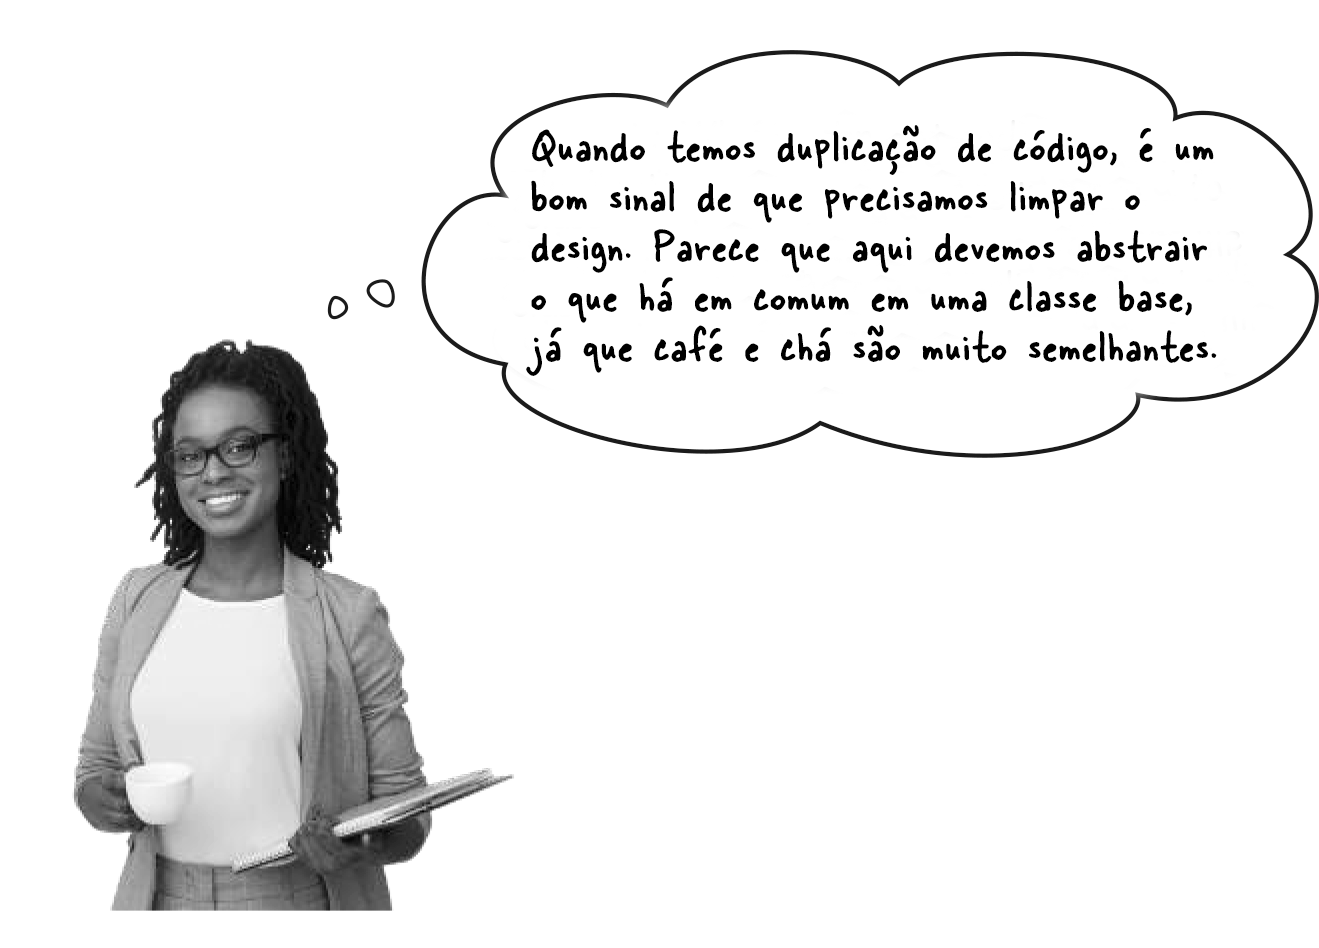 Quando temos duplicação de código, é um
bom sinal de que precisamos limpar o
design. Parece que aqui devemos abstrair
o que há em comum em uma classe base,
já que café e chá são muito semelhantes.